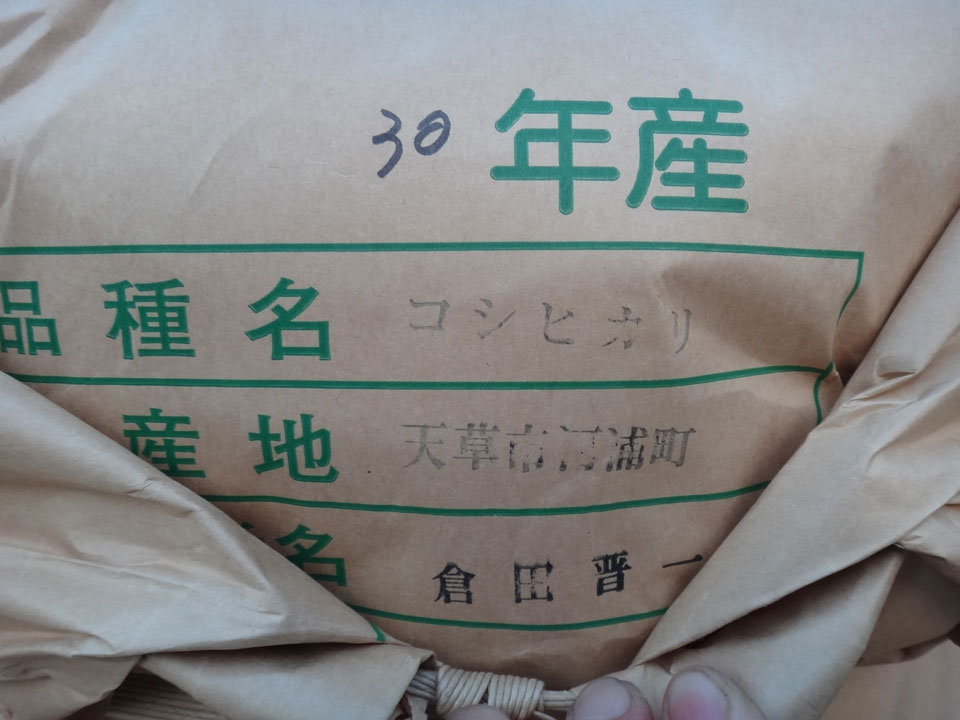 30 年産
品種名 コシヒカリ
産地 天草市河浦町
名 倉田晋一